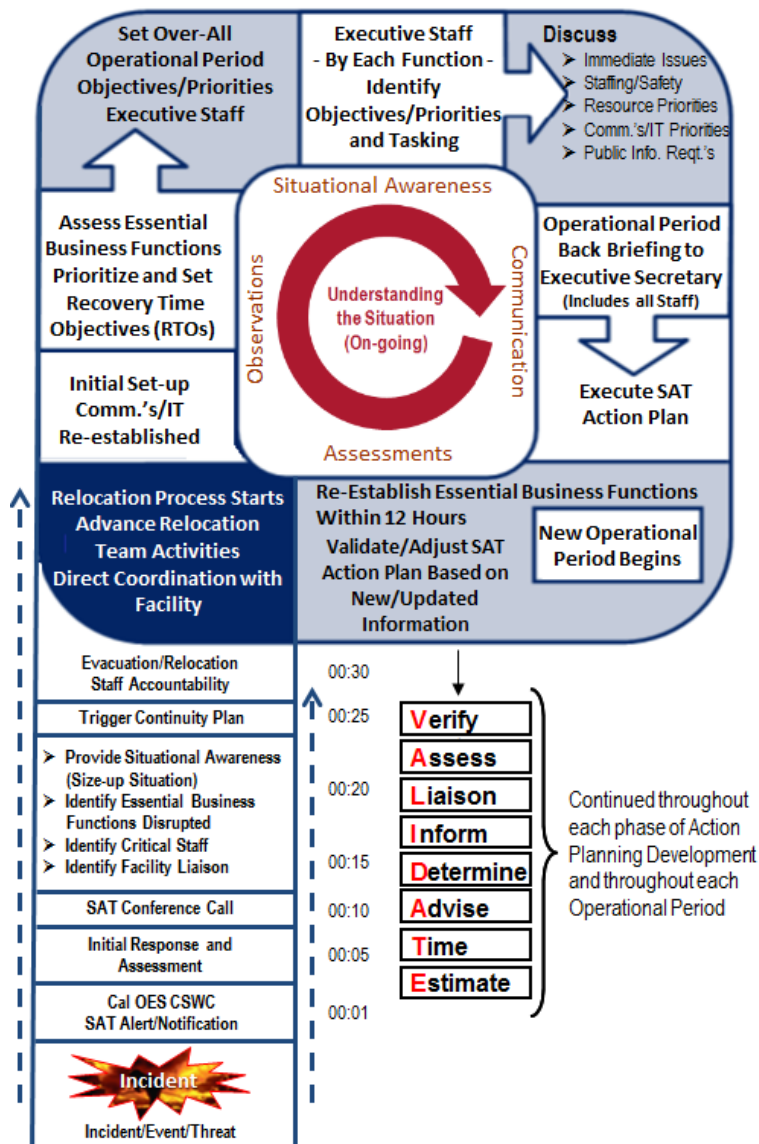 Set Over-All
Operational Period
Objectives/Priorities
Executive Staff
Executive Staff
- By Each Function -
Identify
Objectives/Priorities
and Tasking
Discuss
➤ Immediate Issues
➤ Staffing/Safety
➤ Resource Priorities
➤ Comm.'s/IT Priorities
➤ Public Info. Reqt.'s
Assess Essential
Business Functions
Prioritize and Set
Recovery Time
Objectives (RTOs)
Situational Awareness
Observations
Understanding
the Situation
(On-going)
Communication
Assessments
Operational Period
Back Briefing to
Executive Secretary
(Includes all Staff)
Initial Set-up
Comm.'s/IT
Re-established
Execute SAT
Action Plan
Relocation Process Starts
Advance Relocation
Team Activities
Direct Coordination with
Facility
Re-Establish Essential Business Functions
Within 12 Hours
Validate/Adjust SAT
Action Plan Based on
New/Updated
Information
New Operational
Period Begins
Evacuation/Relocation
Staff Accountability
Trigger Continuity Plan
➤ Provide Situational Awareness
(Size-up Situation)
➤ Identify Essential Business
Functions Disrupted
➤ Identify Critical Staff
➤ Identify Facility Liaison
SAT Conference Call
Initial Response and
Assessment
Cal OES CSWC
SAT Alert/Notification
Incident
Incident/Event/Threat
00:30
00:25
00:20
00:15
00:10
00:05
00:01
Verify
Assess
Liaison
Inform
Determine
Advise
Time
Estimate
Continued throughout
each phase of Action
Planning Development
and throughout each
Operational Period